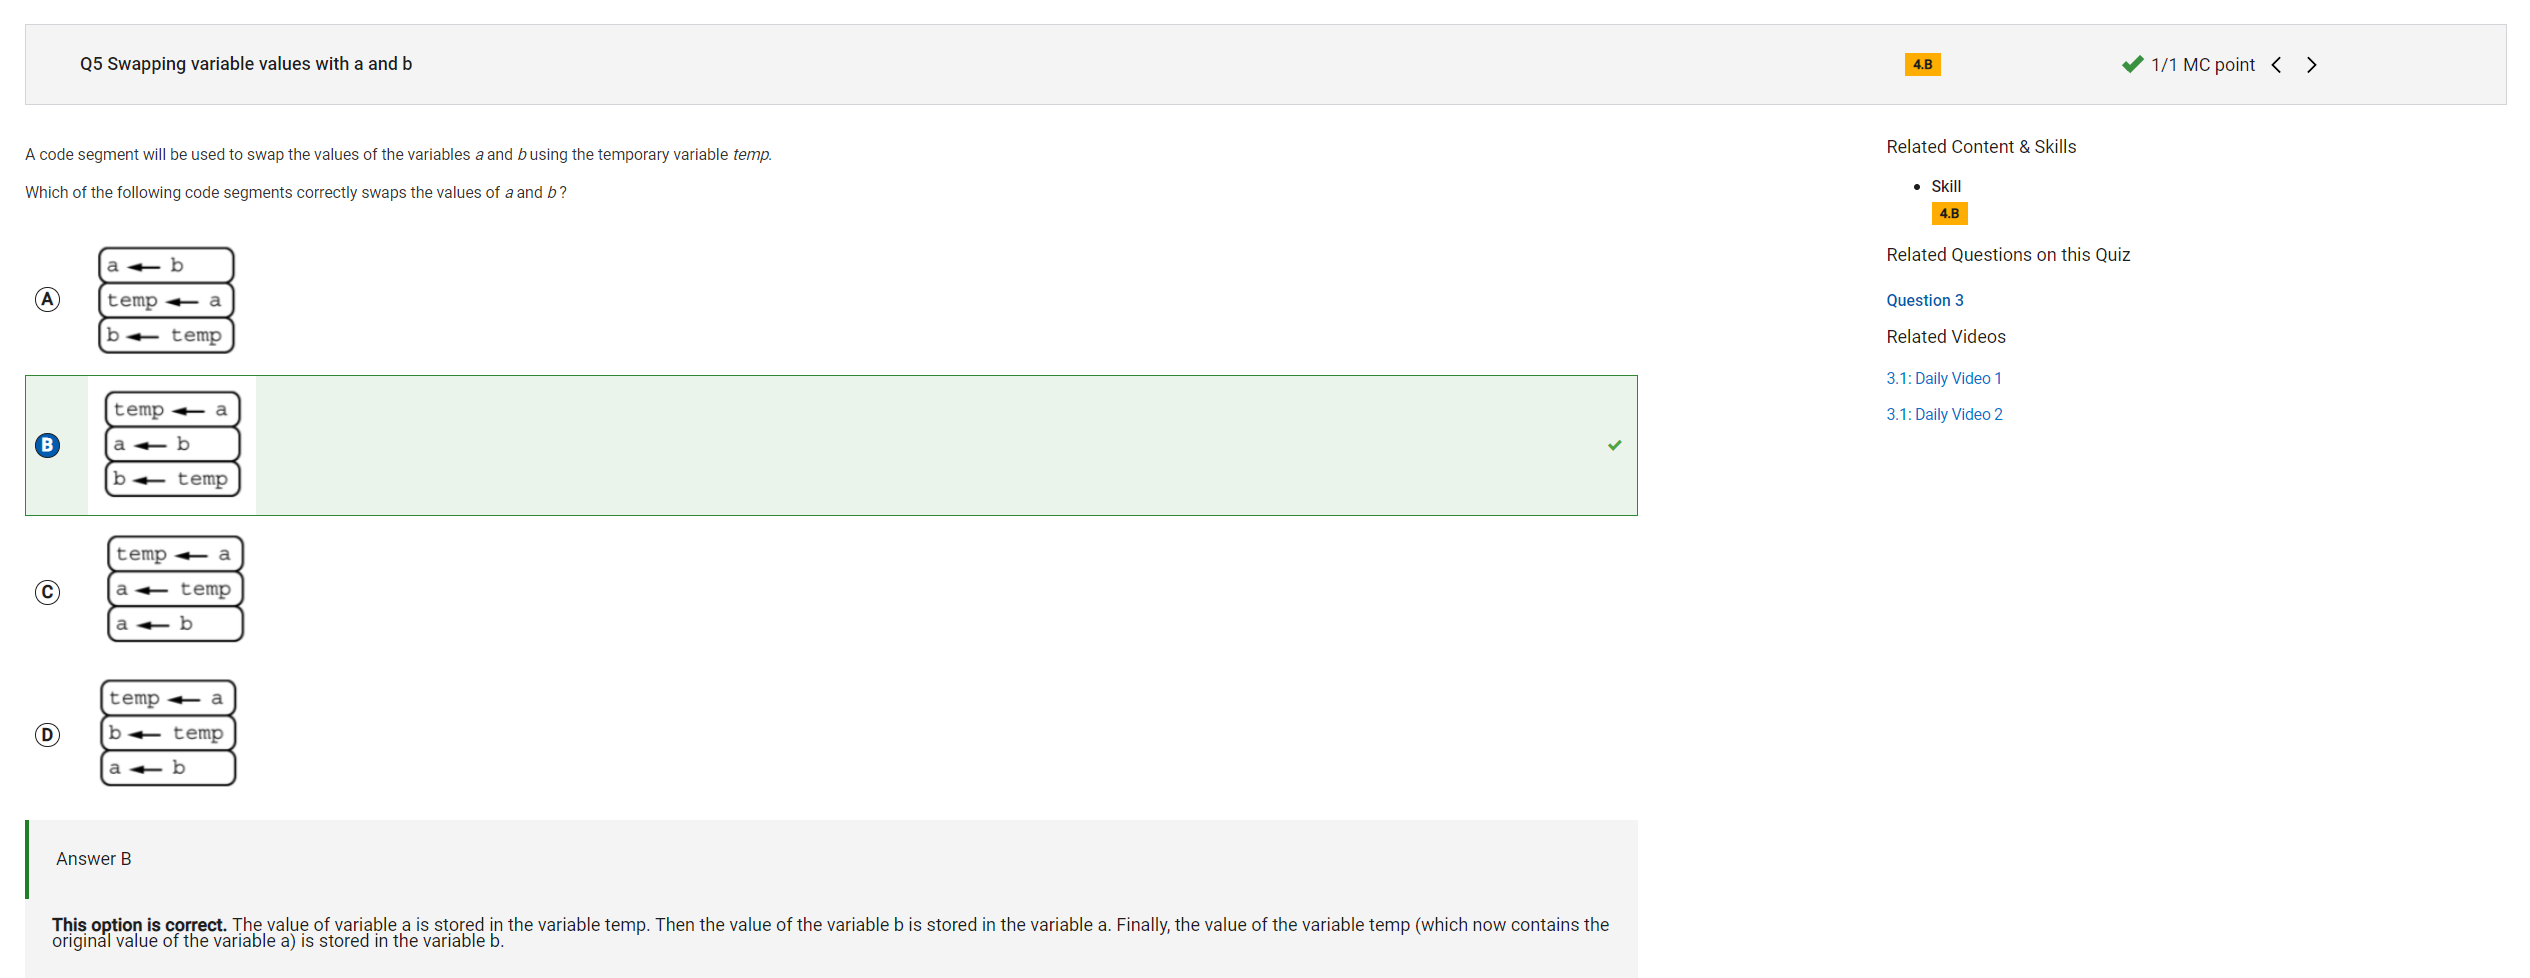 Q5 Swapping variable values with a and b
4.B
1/1 MC point
A code segment will be used to swap the values of the variables a and b using the temporary variable temp.
Which of the following code segments correctly swaps the values of a and b ?
A
a ← b
temp ← a
b ← temp
B
temp ← a
a ← b
b ← temp
C
temp ← a
a ← temp
a ← b
D
temp ← a
b ← temp
a ← b
Answer B
This option is correct. The value of variable a is stored in the variable temp. Then the value of the variable b is stored in the variable a. Finally, the value of the variable temp (which now contains the
original value of the variable a) is stored in the variable b.
Related Content & Skills
• Skill
4.B
Related Questions on this Quiz
Question 3
Related Videos
3.1: Daily Video 1
3.1: Daily Video 2